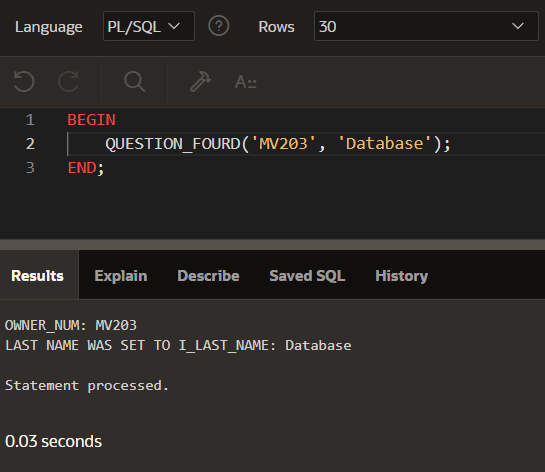 Language PL/SQL ? Rows 30
A::
1 BEGIN
2 QUESTION_FOURD('MV203', 'Database');
3 END;
Results Explain Describe Saved SQL History
OWNER_NUM: MV203
LAST NAME WAS SET TO I_LAST_NAME: Database
Statement processed.
0.03 seconds